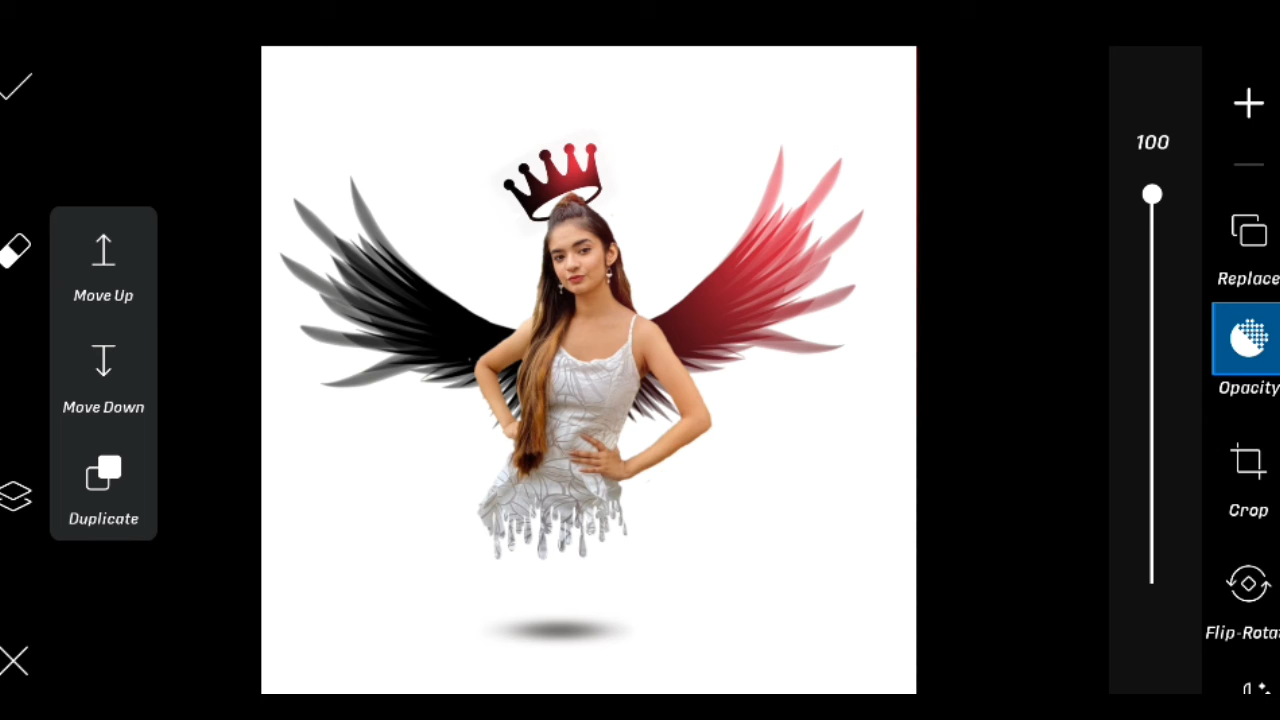 Move Up
Move Down
Duplicate
100
Replace
Opacity
Crop
Flip-Rota